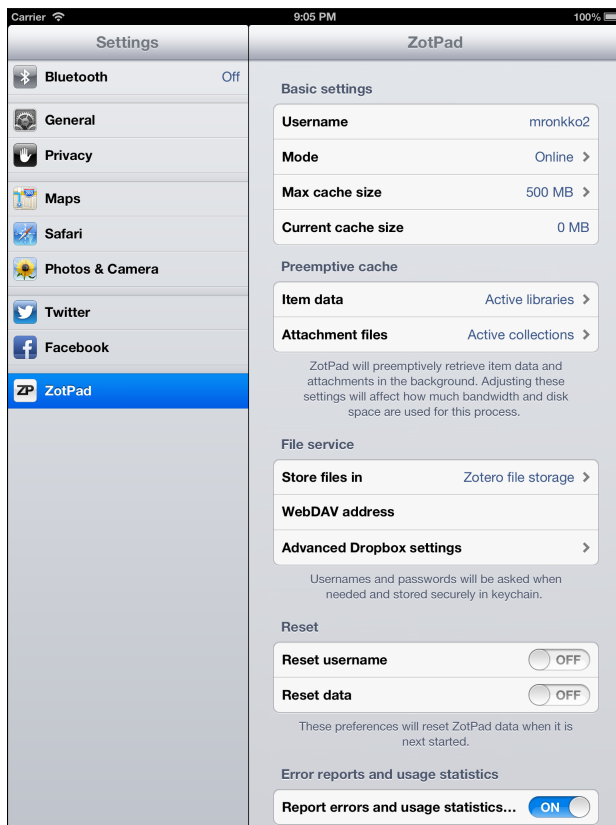 Carrier 9:05 PM 100%
Settings
Bluetooth Off
General
Privacy
Maps
Safari
Photos & Camera
Twitter
Facebook
ZP ZotPad
ZotPad
Basic settings
Username mronkko2
Mode Online
Max cache size 500 MB
Current cache size 0 MB
Preemptive cache
Item data Active libraries
Attachment files Active collections
ZotPad will preemptively retrieve item data and
attachments in the background. Adjusting these
settings will affect how much bandwidth and disk
space are used for this process.
File service
Store files in Zotero file storage
WebDAV address
Advanced Dropbox settings
Usernames and passwords will be asked when
needed and stored securely in keychain.
Reset
Reset username OFF
Reset data OFF
These preferences will reset ZotPad data when it is
next started.
Error reports and usage statistics
Report errors and usage statistics... ON